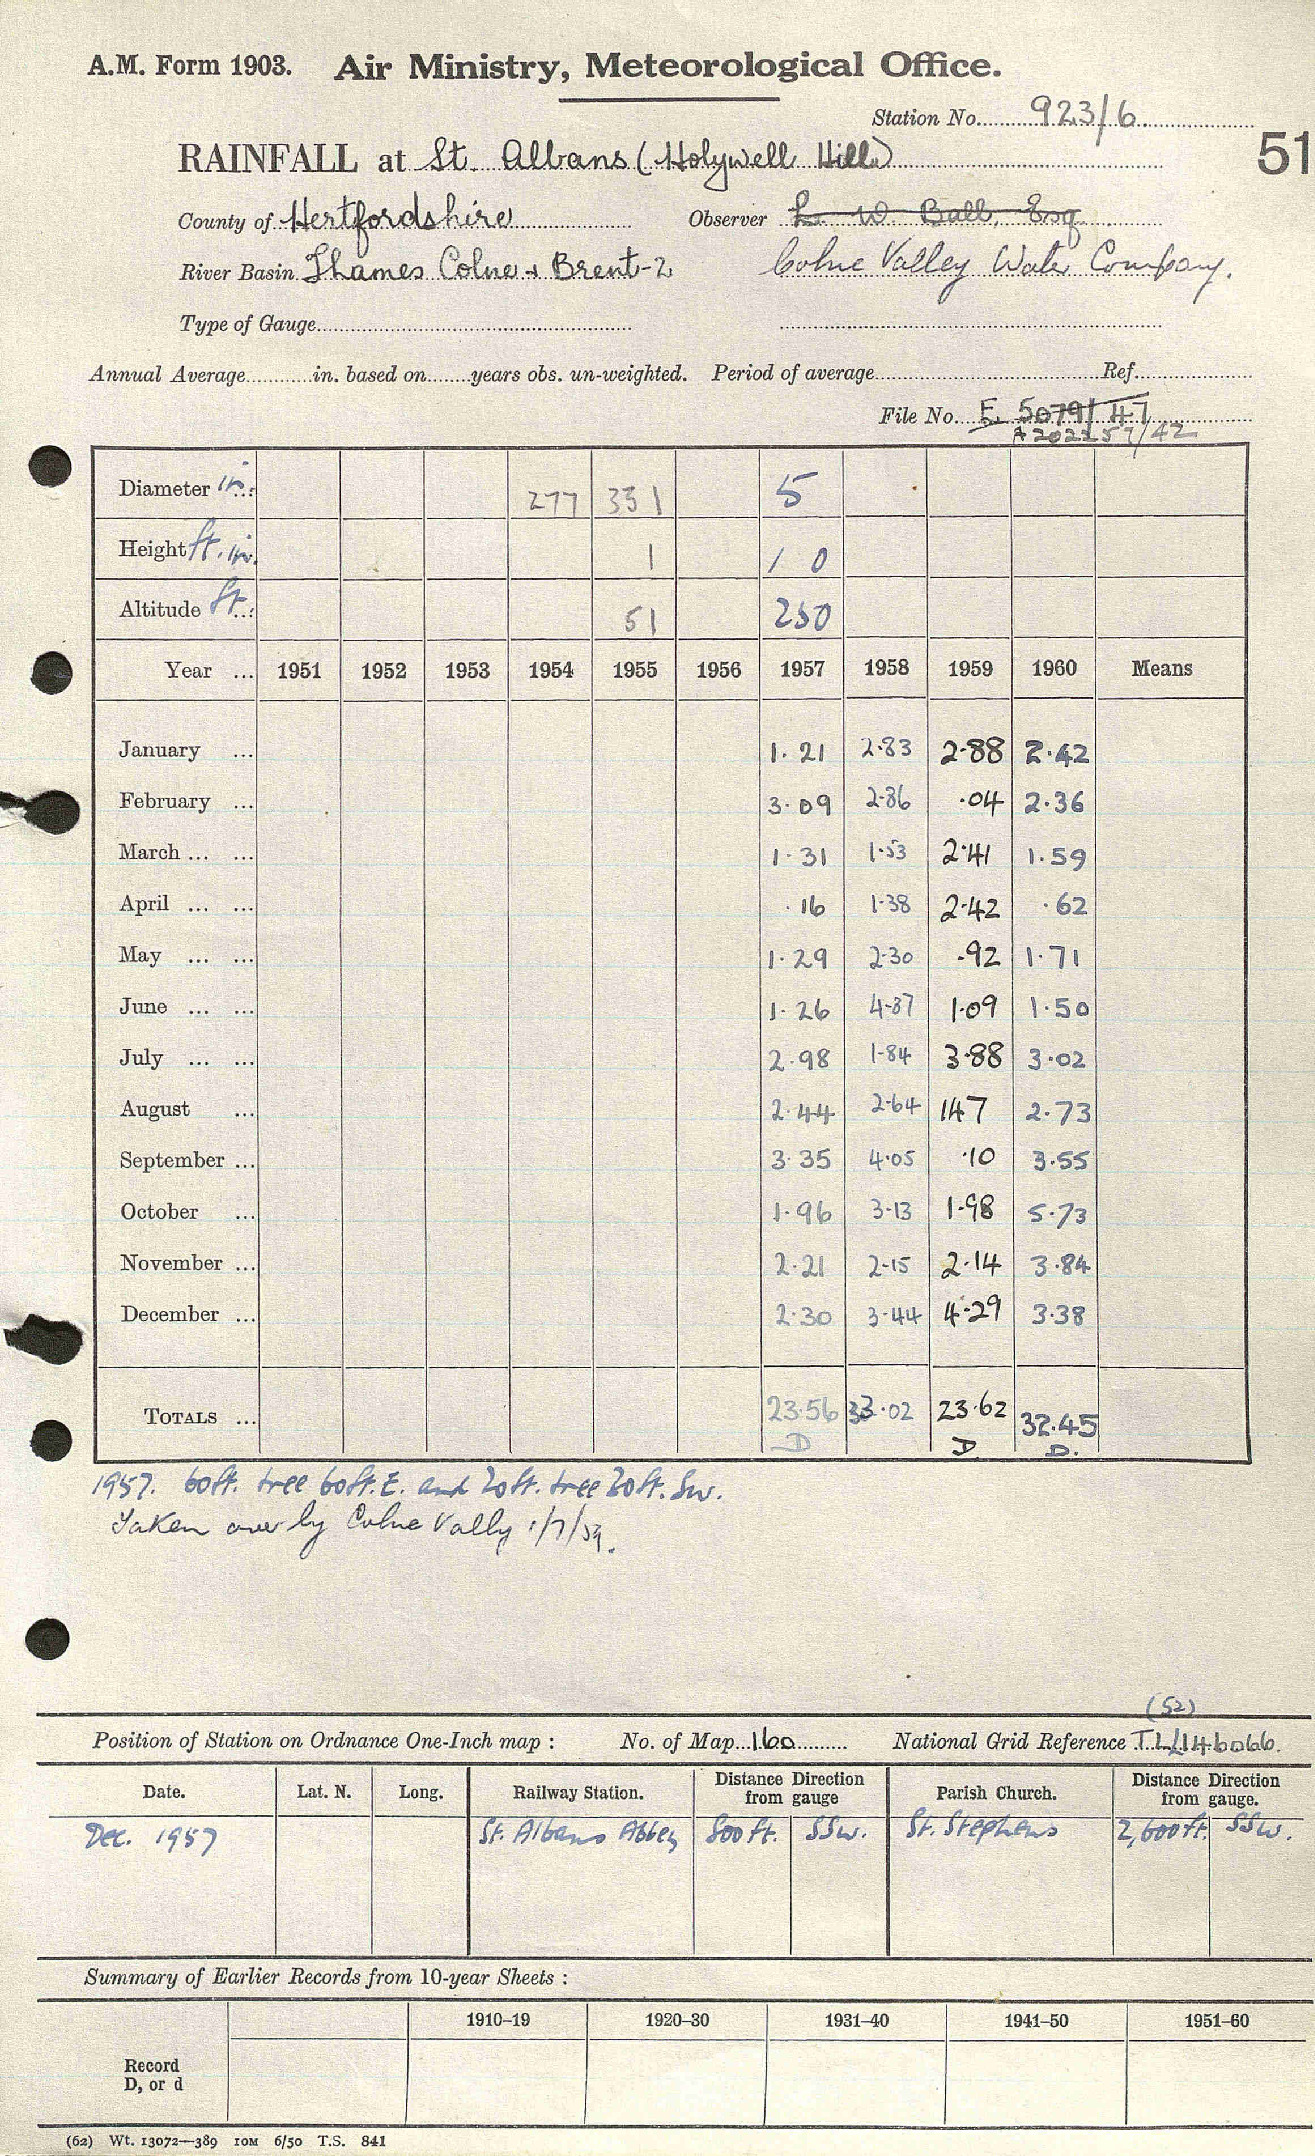 A.M. Form 1903. Air Ministry, Meteorological Office.
Station No. 923/6
51
RAINFALL at St. Albans (Holywell Hill)
County of Hertfordshire Observer L. W. Ball, Esq
River Basin Thames Colne & Brent-2 Colne Valley Water Company.
Type of Gauge
Annual Average in. based on years obs. un-weighted. Period of average Ref.
File No. E 5079/47
A 202257/42
Diameter in. 277 331 5
Height ft. in. 1 1 0
Altitude ft. 51 250
Year ... 1951 1952 1953 1954 1955 1956 1957 1958 1959 1960 Means
January ... 1.21 2.83 2.88 2.42
February ... 3.09 2.86 .04 2.36
March ... ... 1.31 1.53 2.41 1.59
April ... ... .16 1.38 2.42 .62
May ... ... 1.29 2.30 .92 1.71
June ... ... 1.26 4.87 1.09 1.50
July ... ... 2.98 1.84 3.88 3.02
August ... 2.44 2.64 147 2.73
September ... 3.35 4.05 .10 3.55
October ... 1.96 3.13 1.98 5.73
November ... 2.21 2.15 2.14 3.84
December ... 2.30 3.44 4.29 3.38
TOTALS ... 23.56 33.02 23.62 32.45
D D D.
1957. 60ft. tree 60ft. E. and 20ft. tree 20ft. SW.
Taken over by Colne Vally 1/7/59.
(52)
Position of Station on Ordnance One-Inch map : No. of Map 160 National Grid Reference TL/146066.
Date. Lat. N. Long. Railway Station. Distance from gauge Direction Parish Church. Distance from gauge. Direction
Dec. 1957 St. Albans Abbey 800ft. SSW. St. Stephens 2,600ft. SSW.
Summary of Earlier Records from 10-year Sheets :
1910–19 1920–30 1931–40 1941–50 1951–60
Record
D, or d
(62) Wt. 13072—389 10M 6/50 T.S. 841